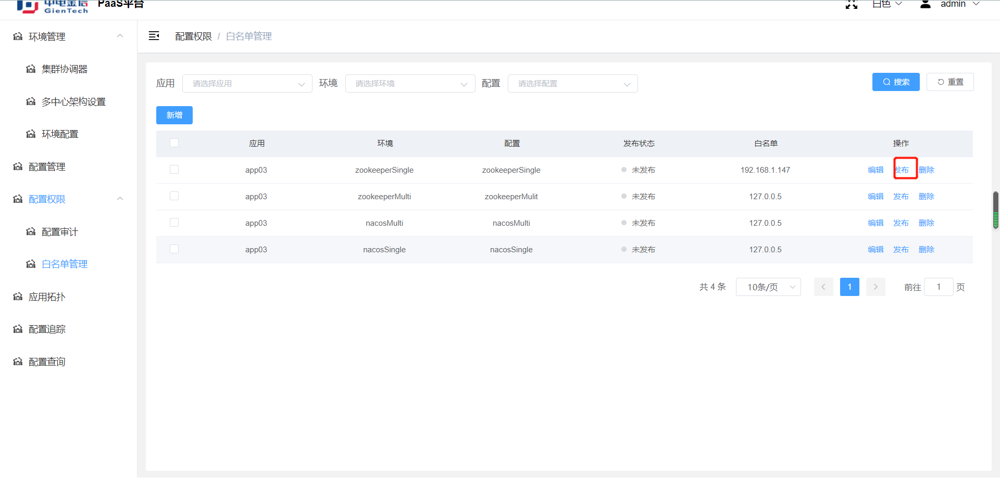 中电金信 PaaS平台 白色 admin
GienTech
环境管理
集群协调器
多中心架构设置
环境配置
配置管理
配置权限
配置审计
白名单管理
应用拓扑
配置追踪
配置查询
配置权限 / 白名单管理
应用 请选择应用 环境 请选择环境 配置 请选择配置 搜索 重置
新增
应用 环境 配置 发布状态 白名单 操作
app03 zookeeperSingle zookeeperSingle 未发布 192.168.1.147 编辑 发布 删除
app03 zookeeperMulti zookeeperMulit 未发布 127.0.0.5 编辑 发布 删除
app03 nacosMulti nacosMulti 未发布 127.0.0.5 编辑 发布 删除
app03 nacosSingle nacosSingle 未发布 127.0.0.5 编辑 发布 删除
共 4 条 10条/页 1 前往 1 页